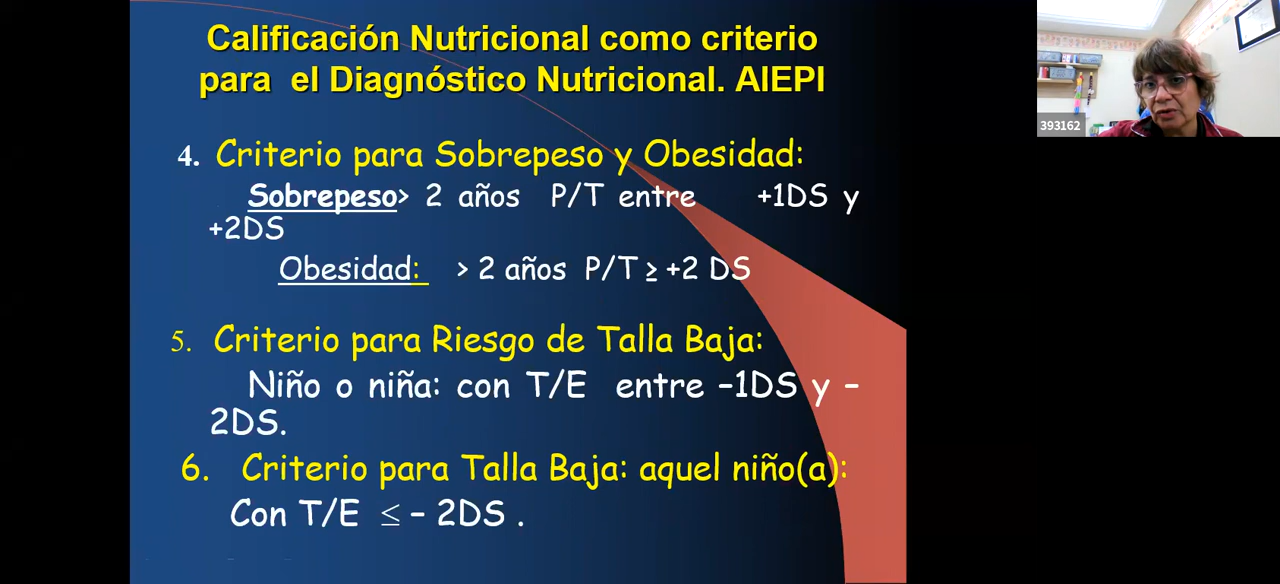 Calificación Nutricional como criterio
para el Diagnóstico Nutricional. AIEPI
393162
4. Criterio para Sobrepeso y Obesidad:
Sobrepeso> 2 años P/T entre +1DS y
+2DS
Obesidad: > 2 años P/T ≥ +2 DS
5. Criterio para Riesgo de Talla Baja:
Niño o niña: con T/E entre –1DS y –
2DS.
6. Criterio para Talla Baja: aquel niño(a):
Con T/E ≤ – 2DS .